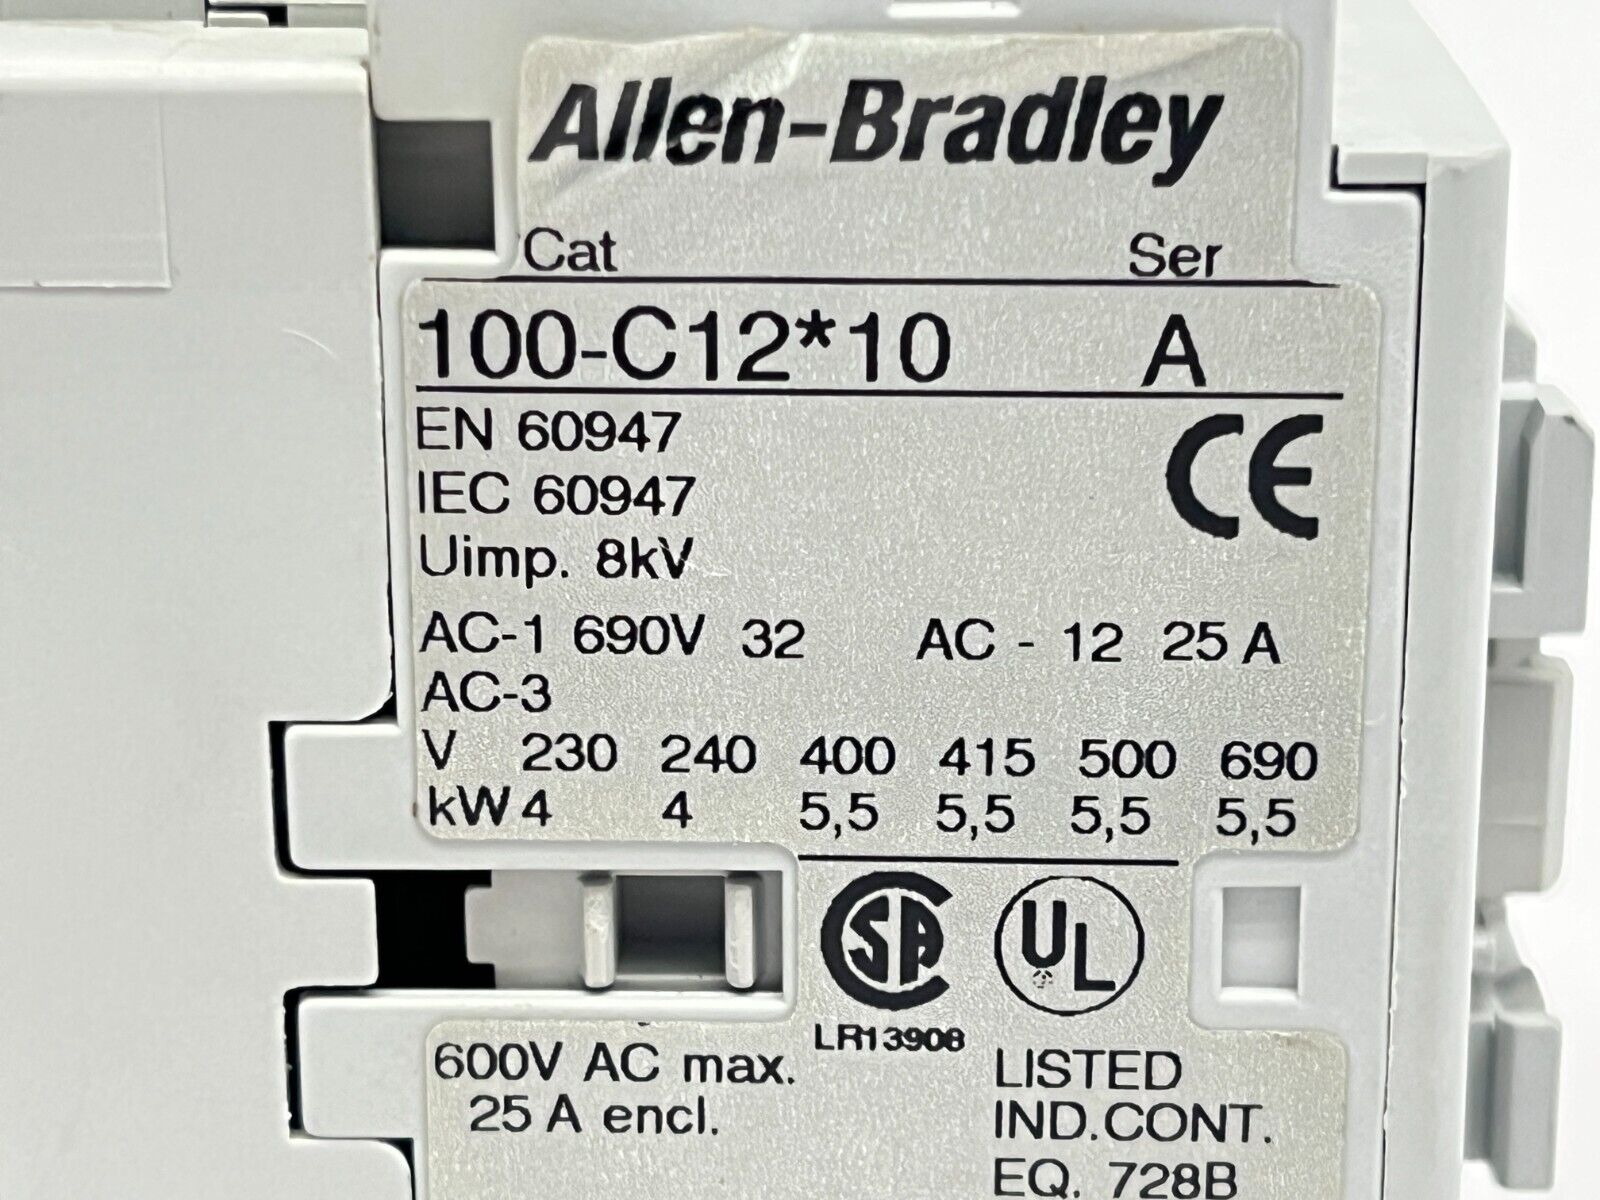 Allen-Bradley
Cat Ser
100-C12*10 A
EN 60947
IEC 60947
Uimp. 8kV
CE
AC-1 690V 32 AC - 12 25 A
AC-3
V 230 240 400 415 500 690
kW 4 4 5,5 5,5 5,5 5,5
SA UL
LR13908
600V AC max.
25 A encl.
LISTED
IND.CONT.
EQ. 728B